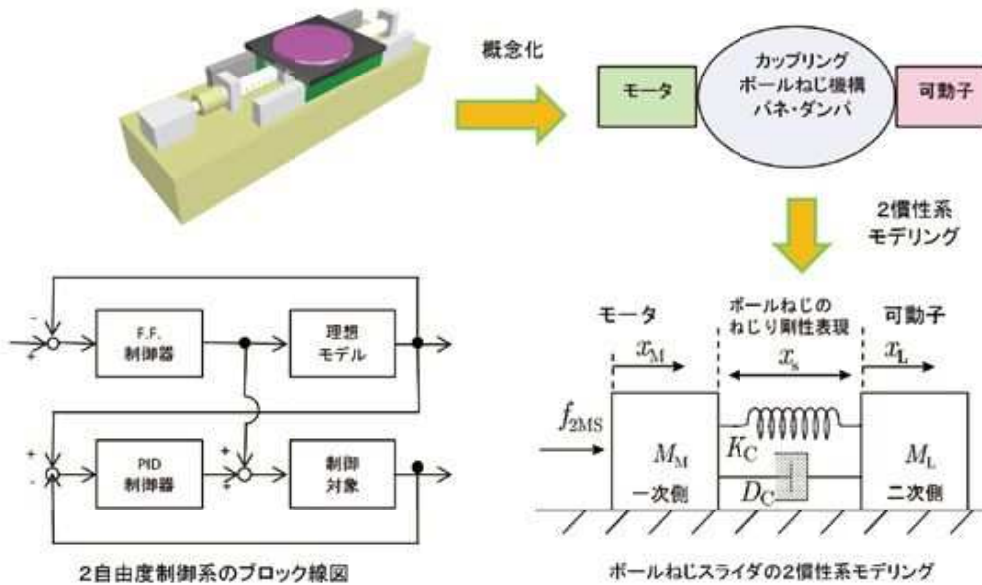 概念化
モータ
カップリング
ボールねじ機構
バネ・ダンパ
可動子
2慣性系
モデリング
F.F.
制御器
理想
モデル
PID
制御器
制御
対象
2自由度制御系のブロック線図
モータ
ボールねじの
ねじり剛性表現
可動子
x_M
x_s
x_L
f_2MS
M_M
一次側
K_C
D_C
M_L
二次側
ボールねじスライダの2慣性系モデリング